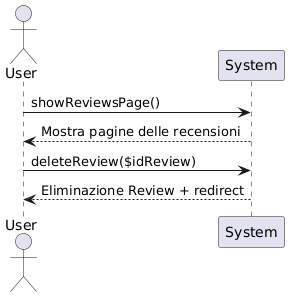 User
System
showReviewsPage()
Mostra pagine delle recensioni
deleteReview($idReview)
Eliminazione Review + redirect
User
System